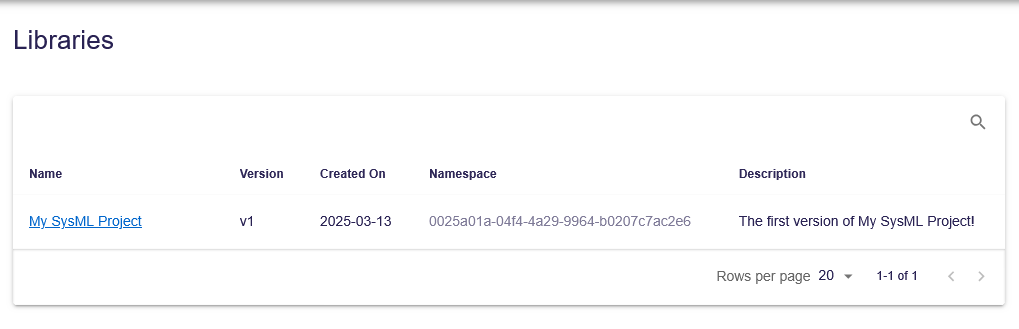 Libraries
Name Version Created On Namespace Description
My SysML Project v1 2025-03-13 0025a01a-04f4-4a29-9964-b0207c7ac2e6 The first version of My SysML Project!
Rows per page 20 1-1 of 1